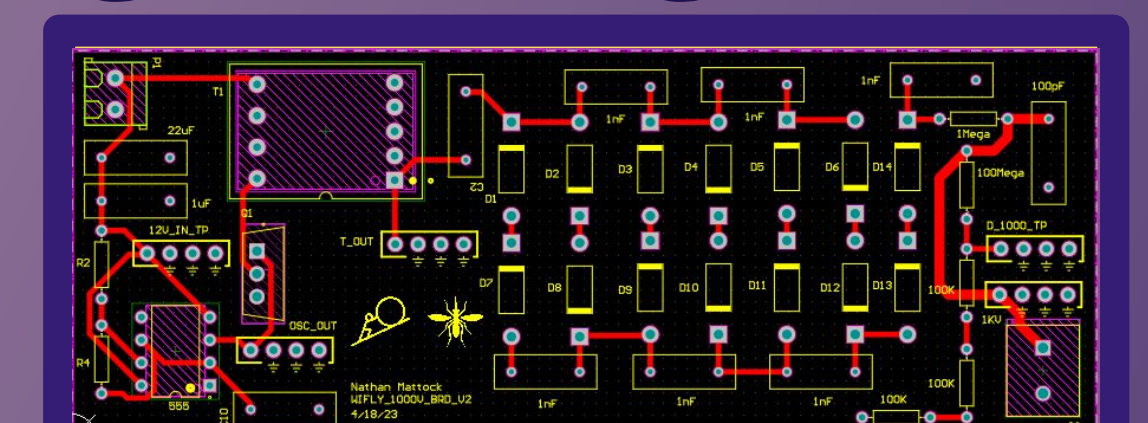 P1
T1
22uF
1uF
Q1
12V_IN_TP
R2
R4
555
OSC_OUT
T_OUT
C2
1nF
1nF
1nF
100pF
1Mega
100Mega
D1
D2
D3
D4
D5
D6
D14
D_1000_TP
D7
D8
D9
D10
D11
D12
D13
100K
1KV
Nathan Mattock
WIFLY_1000V_BRD_V2
4/18/23
1nF
1nF
1nF
100K
100K